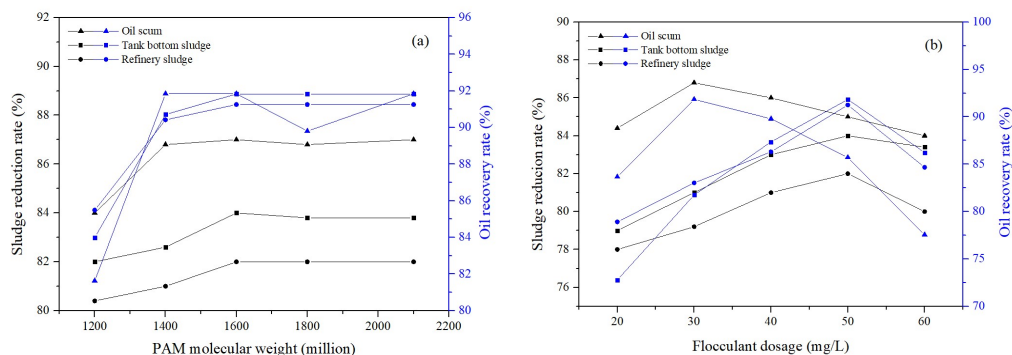 92
90
88
86
84
82
80
Sludge reduction rate (%)
Oil scum
Tank bottom sludge
Refinery sludge
(a)
96
94
92
90
88
86
84
82
80
Oil recovery rate (%)
1200 1400 1600 1800 2000 2200
PAM molecular weight (million)
90
88
86
84
82
80
78
76
Sludge reduction rate (%)
Oil scum
Tank bottom sludge
Refinery sludge
(b)
100
95
90
85
80
75
70
Oil recovery rate (%)
20 30 40 50 60
Flocculant dosage (mg/L)